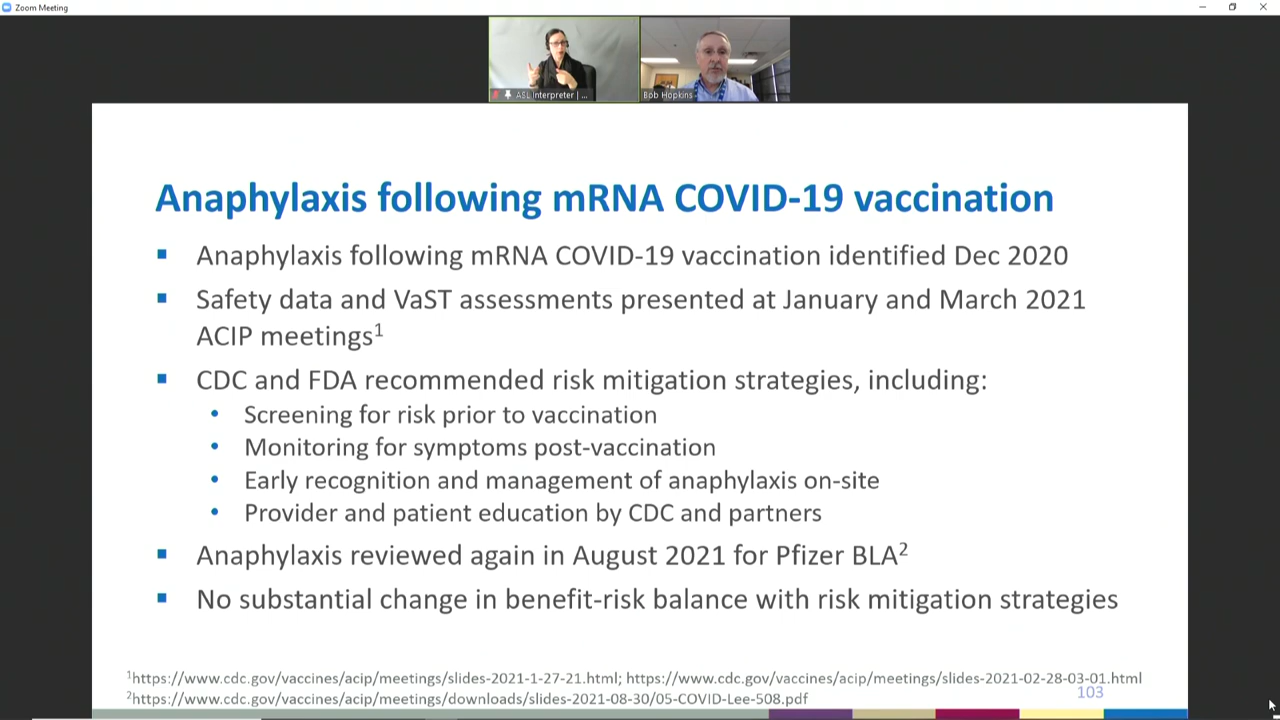 Zoom Meeting
ASL Interpreter | ...
Bob Hopkins
Anaphylaxis following mRNA COVID-19 vaccination
Anaphylaxis following mRNA COVID-19 vaccination identified Dec 2020
Safety data and VaST assessments presented at January and March 2021
ACIP meetings¹
CDC and FDA recommended risk mitigation strategies, including:
Screening for risk prior to vaccination
Monitoring for symptoms post-vaccination
Early recognition and management of anaphylaxis on-site
Provider and patient education by CDC and partners
Anaphylaxis reviewed again in August 2021 for Pfizer BLA²
No substantial change in benefit-risk balance with risk mitigation strategies
¹https://www.cdc.gov/vaccines/acip/meetings/slides-2021-1-27-21.html; https://www.cdc.gov/vaccines/acip/meetings/slides-2021-02-28-03-01.html
²https://www.cdc.gov/vaccines/acip/meetings/downloads/slides-2021-08-30/05-COVID-Lee-508.pdf
103